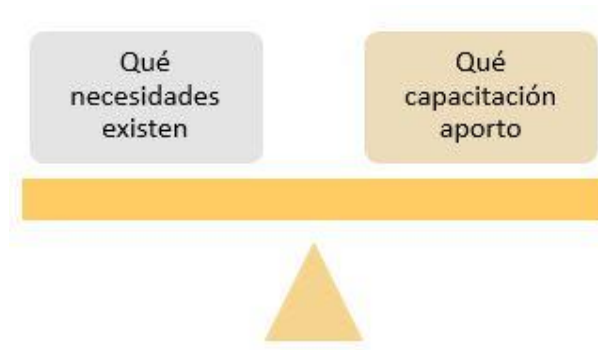 Qué
necesidades
existen
Qué
capacitación
aporto